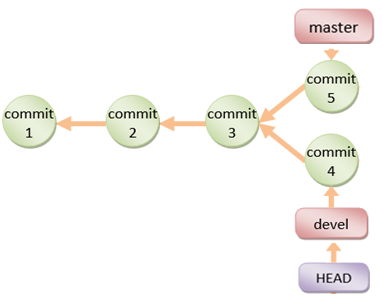 master
commit
5
commit
1
commit
2
commit
3
commit
4
devel
HEAD